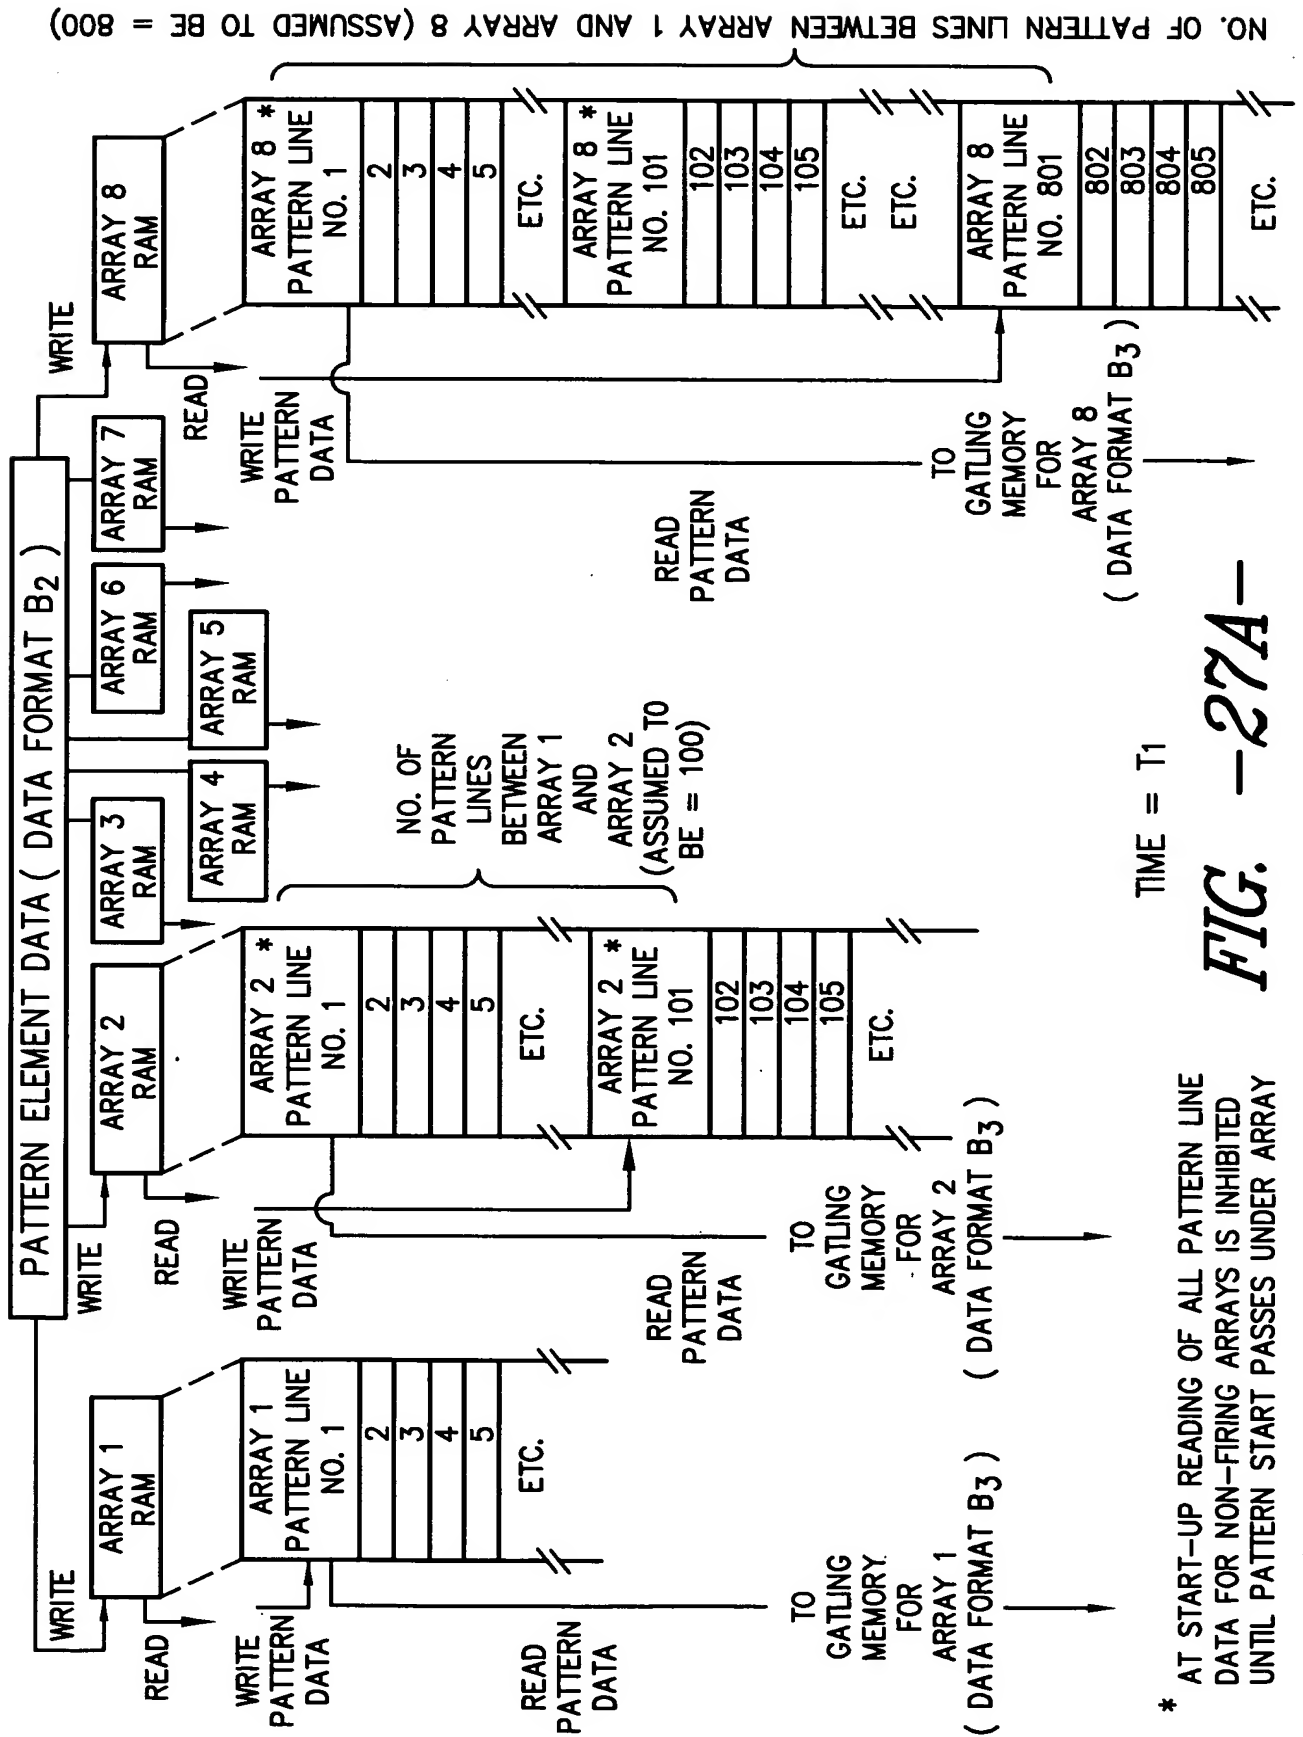 PATTERN ELEMENT DATA ( DATA FORMAT B2 )
WRITE
ARRAY 1
RAM
READ
WRITE
PATTERN
DATA
ARRAY 1
PATTERN LINE
NO. 1
2
3
4
5
ETC.
READ
PATTERN
DATA
TO
GATLING
MEMORY
FOR
ARRAY 1
( DATA FORMAT B3 )
WRITE
ARRAY 2
RAM
READ
WRITE
PATTERN
DATA
ARRAY 2 *
PATTERN LINE
NO. 1
2
3
4
5
ETC.
ARRAY 2 *
PATTERN LINE
NO. 101
102
103
104
105
ETC.
READ
PATTERN
DATA
TO
GATLING
MEMORY
FOR
ARRAY 2
( DATA FORMAT B3 )
NO. OF
PATTERN
LINES
BETWEEN
ARRAY 1
AND
ARRAY 2
(ASSUMED TO
BE = 100)
ARRAY 3
RAM
ARRAY 4
RAM
ARRAY 5
RAM
ARRAY 6
RAM
ARRAY 7
RAM
WRITE
ARRAY 8
RAM
READ
WRITE
PATTERN
DATA
ARRAY 8 *
PATTERN LINE
NO. 1
2
3
4
5
ETC.
ARRAY 8 *
PATTERN LINE
NO. 101
102
103
104
105
ETC.
ETC.
ARRAY 8
PATTERN LINE
NO. 801
802
803
804
805
ETC.
READ
PATTERN
DATA
TO
GATLING
MEMORY
FOR
ARRAY 8
( DATA FORMAT B3 )
NO. OF PATTERN LINES BETWEEN ARRAY 1 AND ARRAY 8 (ASSUMED TO BE = 800)
TIME = T1
* AT START-UP READING OF ALL PATTERN LINE
DATA FOR NON-FIRING ARRAYS IS INHIBITED
UNTIL PATTERN START PASSES UNDER ARRAY
FIG. -27A-